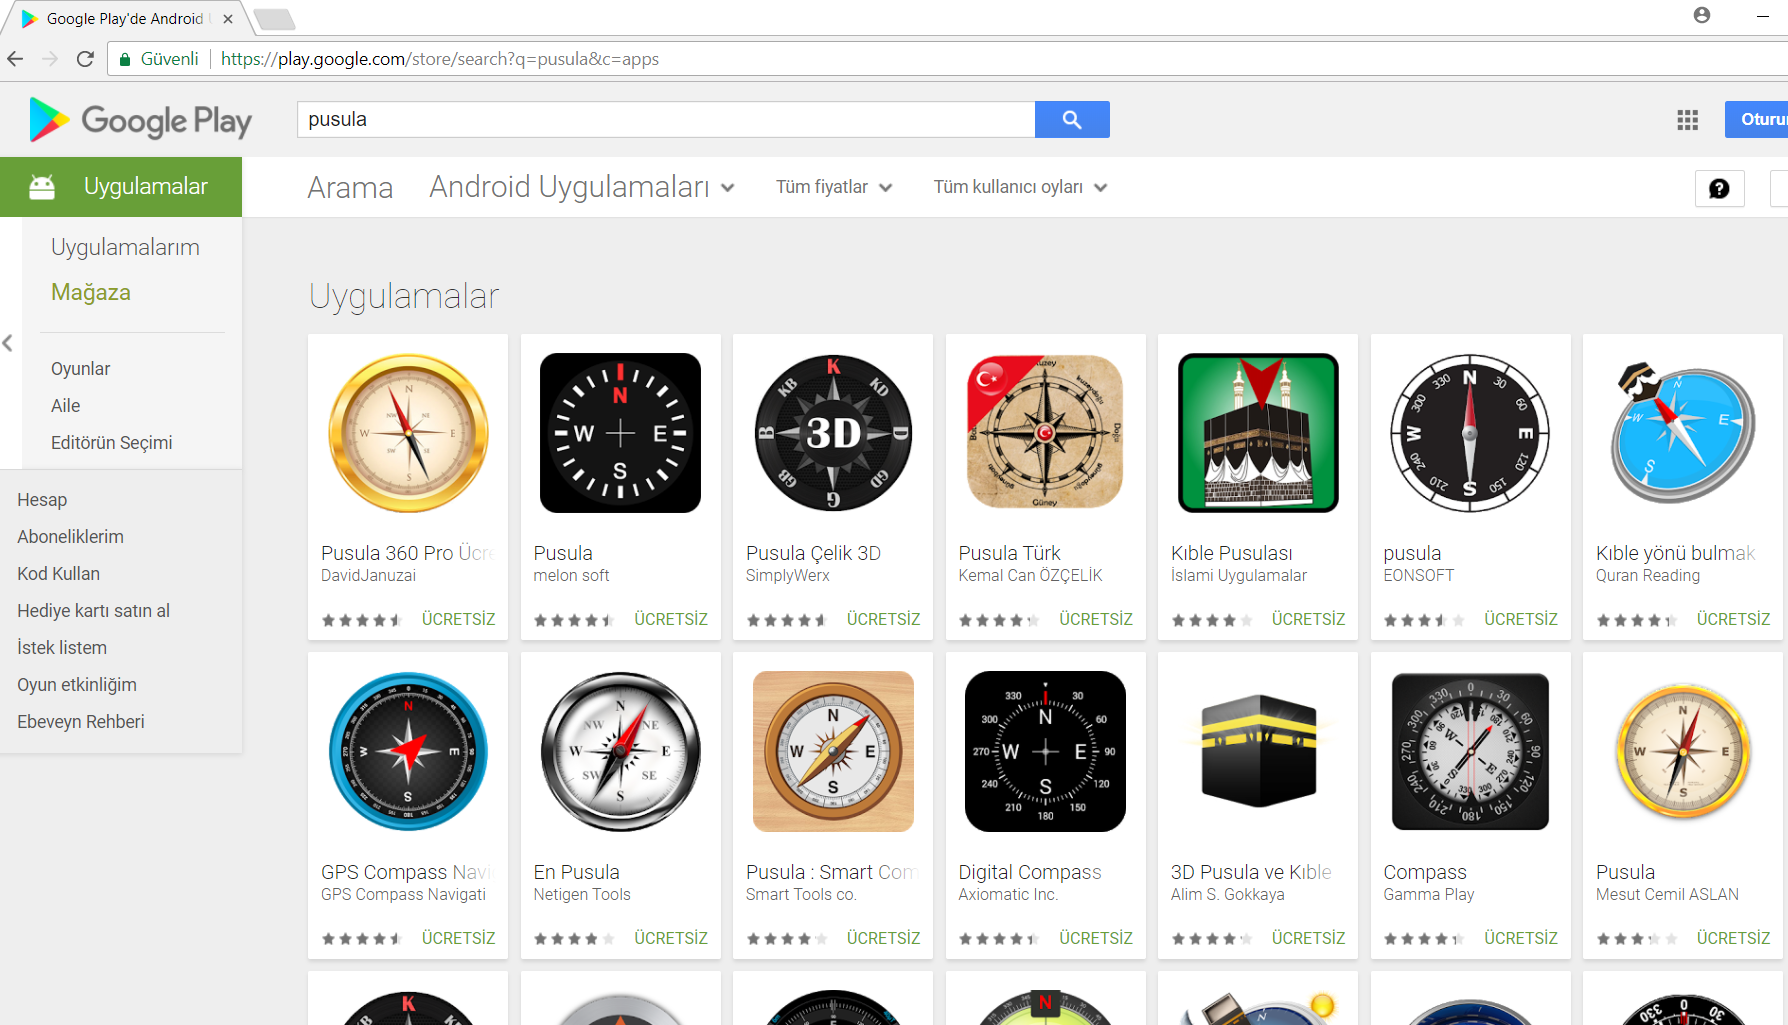 Google Play'de Android
Güvenli
https://play.google.com/store/search?q=pusula&c=apps
Google Play
pusula
Uygulamalar
Arama
Android Uygulamaları
Tüm fiyatlar
Tüm kullanıcı oyları
Uygulamalarım
Mağaza
Oyunlar
Aile
Editörün Seçimi
Hesap
Aboneliklerim
Kod Kullan
Hediye kartı satın al
İstek listem
Oyun etkinliğim
Ebeveyn Rehberi
Uygulamalar
Pusula 360 Pro
DavidJanuzai
ÜCRETSİZ
Pusula
melon soft
ÜCRETSİZ
Pusula Çelik 3D
SimplyWerx
ÜCRETSİZ
Pusula Türk
Kemal Can ÖZÇELİK
ÜCRETSİZ
Kıble Pusulası
İslami Uygulamalar
ÜCRETSİZ
pusula
EONSOFT
ÜCRETSİZ
Kıble yönü bulmak
Quran Reading
ÜCRETSİZ
GPS Compass Navi
GPS Compass Navigati
ÜCRETSİZ
En Pusula
Netigen Tools
ÜCRETSİZ
Pusula : Smart Com
Smart Tools co.
ÜCRETSİZ
Digital Compass
Axiomatic Inc.
ÜCRETSİZ
3D Pusula ve Kıble
Alim S. Gokkaya
ÜCRETSİZ
Compass
Gamma Play
ÜCRETSİZ
Pusula
Mesut Cemil ASLAN
ÜCRETSİZ